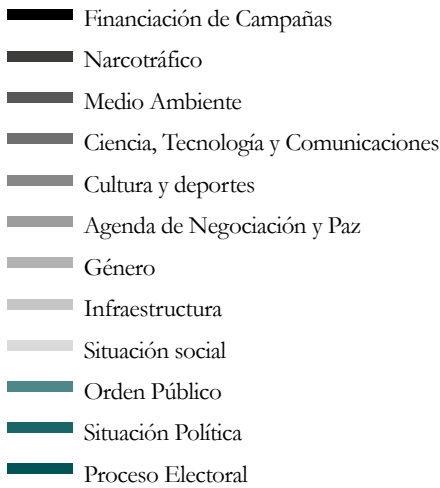 Financiación de Campañas
Narcotráfico
Medio Ambiente
Ciencia, Tecnología y Comunicaciones
Cultura y deportes
Agenda de Negociación y Paz
Género
Infraestructura
Situación social
Orden Público
Situación Política
Proceso Electoral